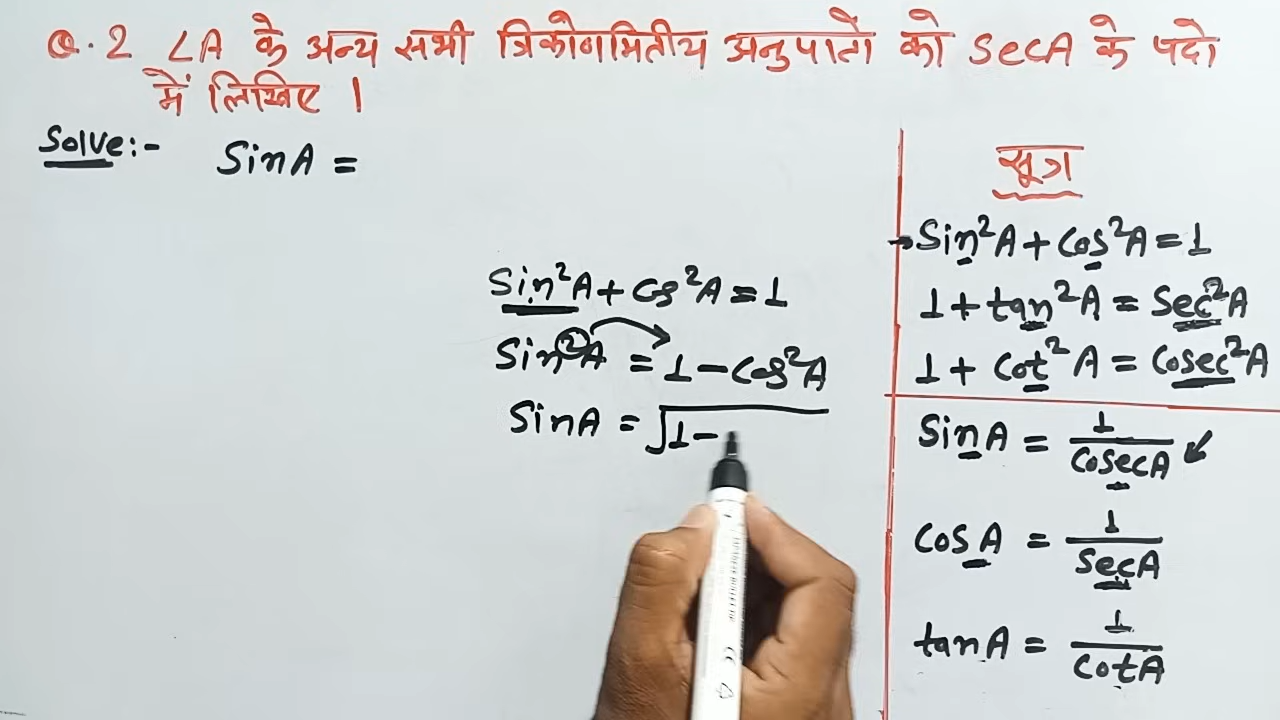 Q.2 ∠A के अन्य सभी त्रिकोणमितीय अनुपातो को SecA के पदो
में लिखिए ।
Solve:- SinA =
Sin²A + Cos²A = 1
Sin²A = 1 - Cos²A
SinA = √1 -
सूत्र
Sin²A + Cos²A = 1
1 + tan²A = Sec²A
1 + Cot²A = Cosec²A
SinA = 1/CosecA
CosA = 1/SecA
tanA = 1/CotA